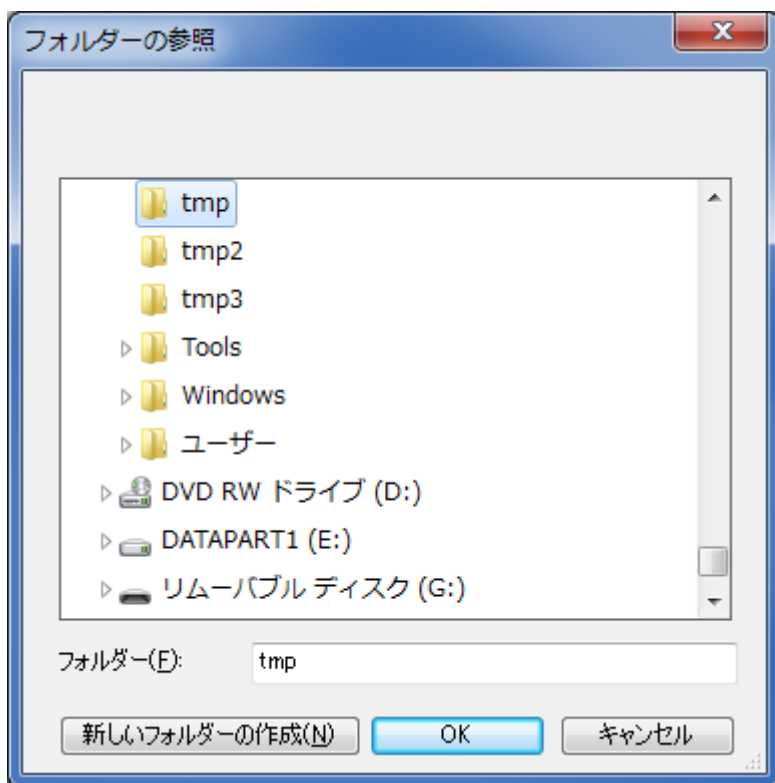 フォルダーの参照
tmp
tmp2
tmp3
Tools
Windows
ユーザー
DVD RW ドライブ (D:)
DATAPART1 (E:)
リムーバブル ディスク (G:)
フォルダー(F): tmp
新しいフォルダーの作成(N) OK キャンセル